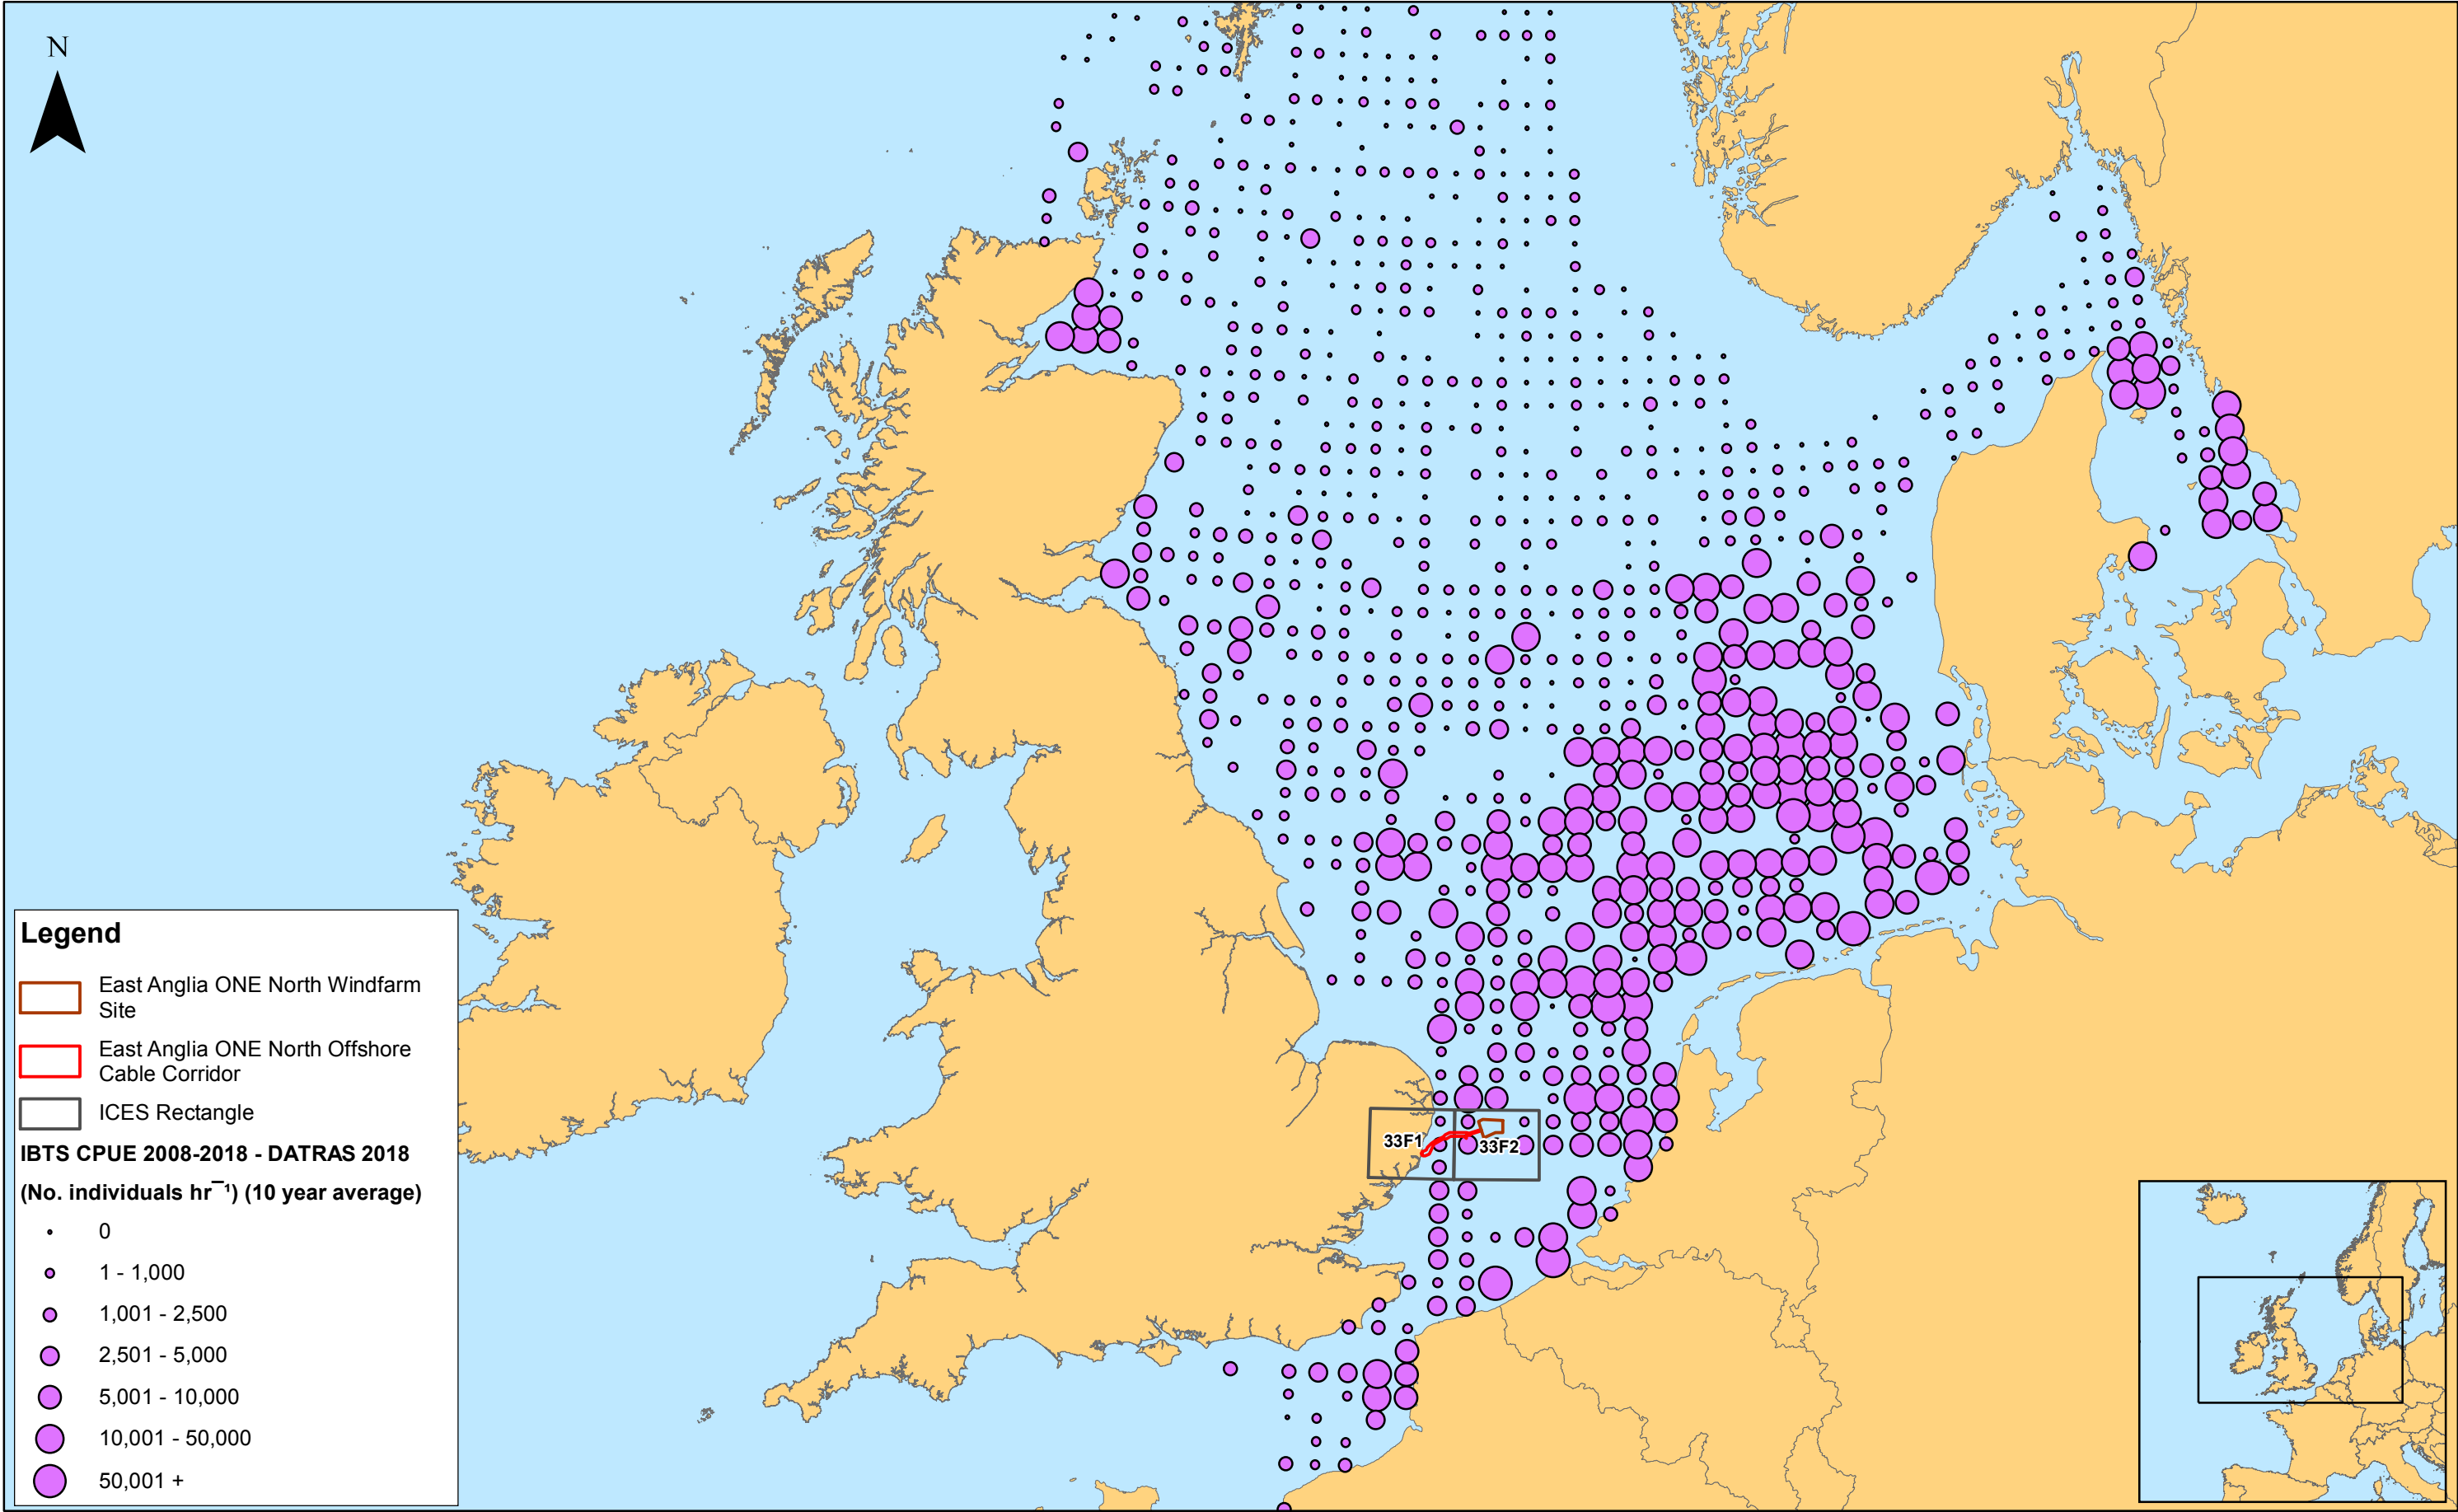 N
33F1
33F2
Legend
East Anglia ONE North Windfarm
Site
East Anglia ONE North Offshore
Cable Corridor
ICES Rectangle
IBTS CPUE 2008-2018 - DATRAS 2018
(No. individuals hr¯¹) (10 year average)
0
1 - 1,000
1,001 - 2,500
2,501 - 5,000
5,001 - 10,000
10,001 - 50,000
50,001 +